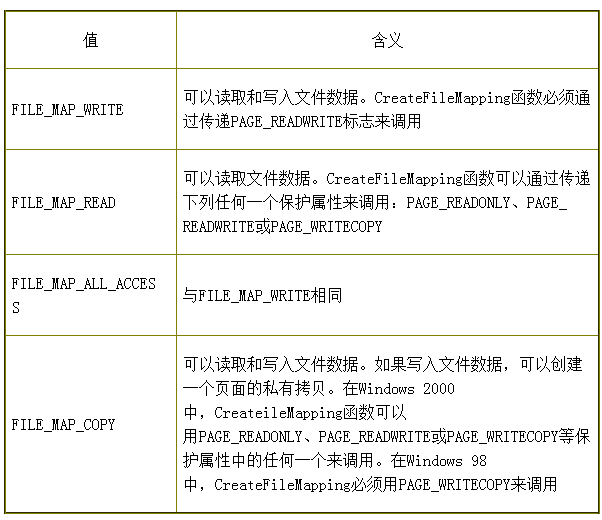 值
含义
FILE_MAP_WRITE
可以读取和写入文件数据。CreateFileMapping函数必须通
过传递PAGE_READWRITE标志来调用
FILE_MAP_READ
可以读取文件数据。CreateFileMapping函数可以通过传递
下列任何一个保护属性来调用：PAGE_READONLY、PAGE_
READWRITE或PAGE_WRITECOPY
FILE_MAP_ALL_ACCES
S
与FILE_MAP_WRITE相同
FILE_MAP_COPY
可以读取和写入文件数据。如果写入文件数据，可以创建
一个页面的私有拷贝。在Windows 2000
中，CreateileMapping函数可以
用PAGE_READONLY、PAGE_READWRITE或PAGE_WRITECOPY等保
护属性中的任何一个来调用。在Windows 98
中，CreateFileMapping必须用PAGE_WRITECOPY来调用